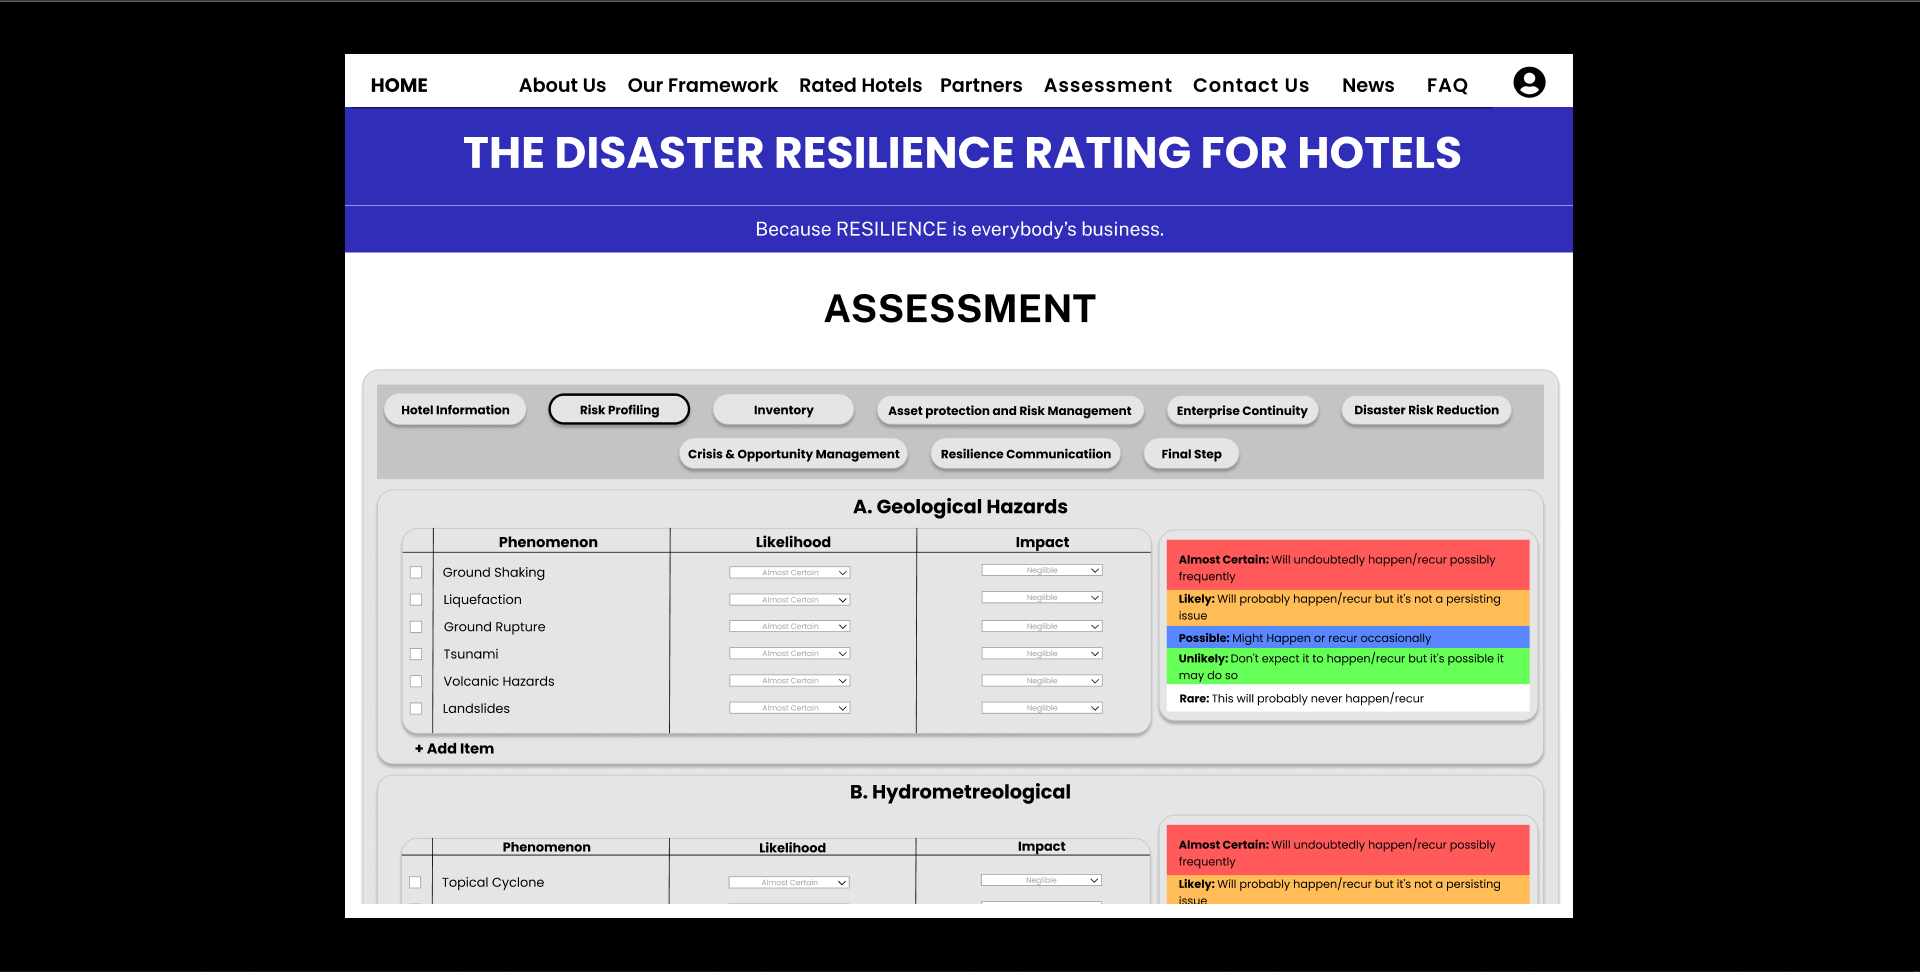 HOME About Us Our Framework Rated Hotels Partners Assessment Contact Us News FAQ
THE DISASTER RESILIENCE RATING FOR HOTELS
Because RESILIENCE is everybody's business.
ASSESSMENT
Hotel Information Risk Profiling Inventory Asset protection and Risk Management Enterprise Continuity Disaster Risk Reduction
Crisis & Opportunity Management Resilience Communicatiion Final Step
A. Geological Hazards
Phenomenon Likelihood Impact
Ground Shaking Almost Certain Neglible
Liquefaction Almost Certain Neglible
Ground Rupture Almost Certain Neglible
Tsunami Almost Certain Neglible
Volcanic Hazards Almost Certain Neglible
Landslides Almost Certain Neglible
+ Add Item
Almost Certain: Will undoubtedly happen/recur possibly
frequently
Likely: Will probably happen/recur but it's not a persisting
issue
Possible: Might Happen or recur occasionally
Unlikely: Don't expect it to happen/recur but it's possible it
may do so
Rare: This will probably never happen/recur
B. Hydrometreological
Phenomenon Likelihood Impact
Topical Cyclone Almost Certain Neglible
Almost Certain: Will undoubtedly happen/recur possibly
frequently
Likely: Will probably happen/recur but it's not a persisting
issue